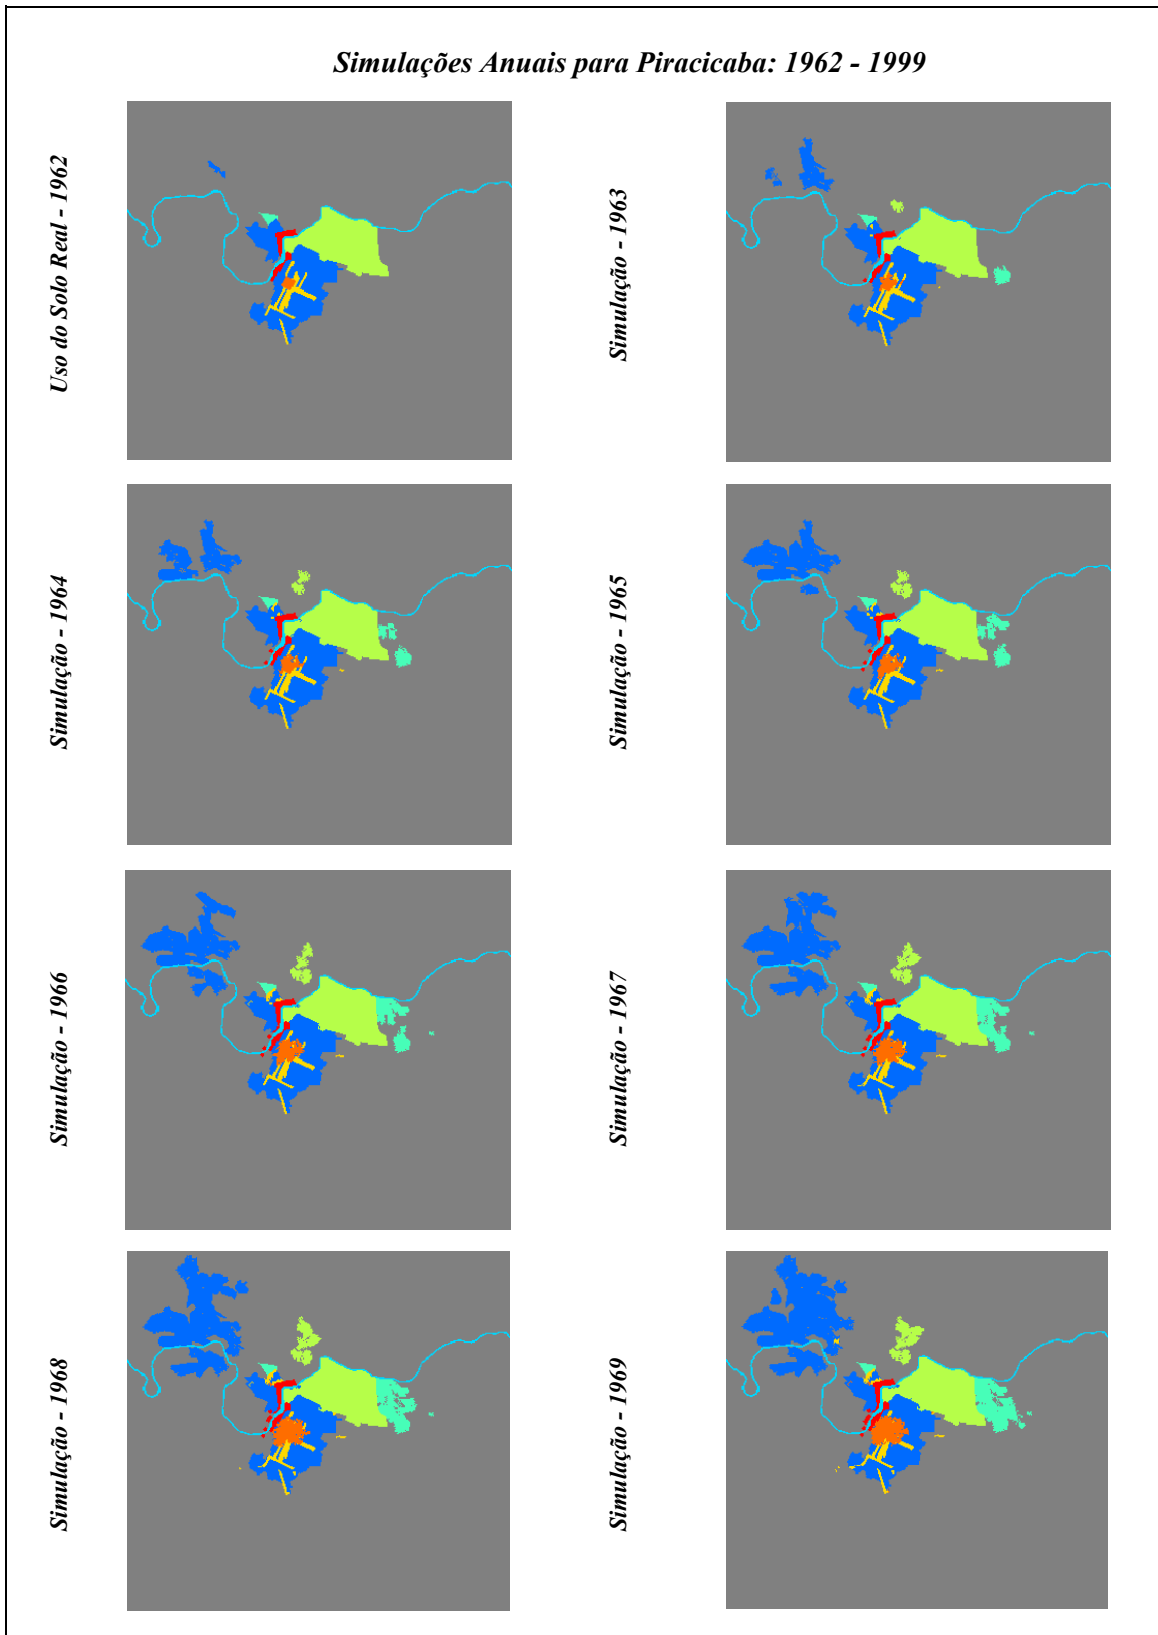 Simulações Anuais para Piracicaba: 1962 - 1999
Uso do Solo Real - 1962
Simulação - 1963
Simulação - 1964
Simulação - 1965
Simulação - 1966
Simulação - 1967
Simulação - 1968
Simulação - 1969